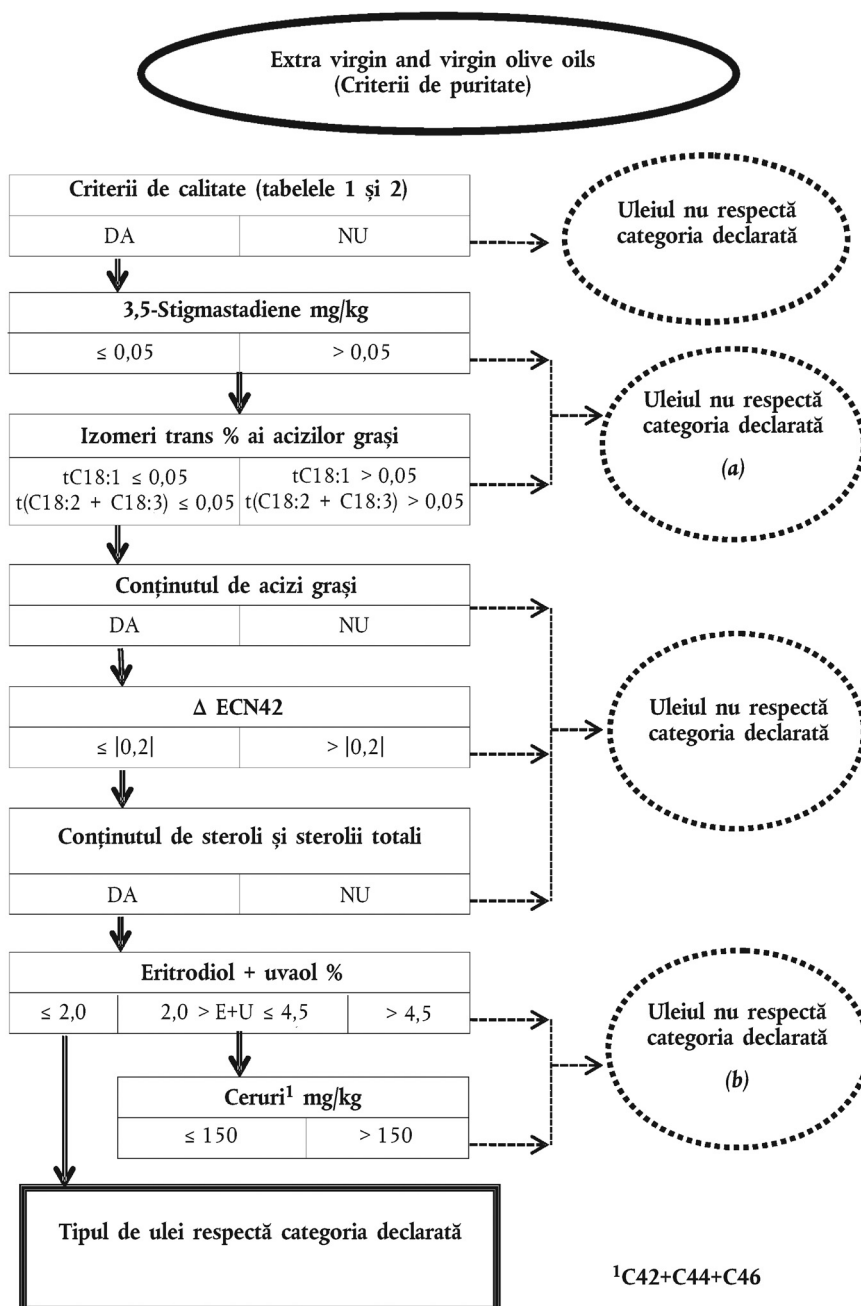 Extra virgin and virgin olive oils
(Criterii de puritate)
Criterii de calitate (tabelele 1 și 2)
DA NU
Uleiul nu respectă
categoria declarată
3,5-Stigmastadiene mg/kg
≤ 0,05 > 0,05
Uleiul nu respectă
categoria declarată
(a)
Izomeri trans % ai acizilor grași
tC18:1 ≤ 0,05 tC18:1 > 0,05
t(C18:2 + C18:3) ≤ 0,05 t(C18:2 + C18:3) > 0,05
Conținutul de acizi grași
DA NU
Δ ECN42
≤ |0,2| > |0,2|
Uleiul nu respectă
categoria declarată
Conținutul de steroli și sterolii totali
DA NU
Eritrodiol + uvaol %
≤ 2,0 2,0 > E+U ≤ 4,5 > 4,5
Uleiul nu respectă
categoria declarată
(b)
Ceruri¹ mg/kg
≤ 150 > 150
Tipul de ulei respectă categoria declarată
¹C42+C44+C46